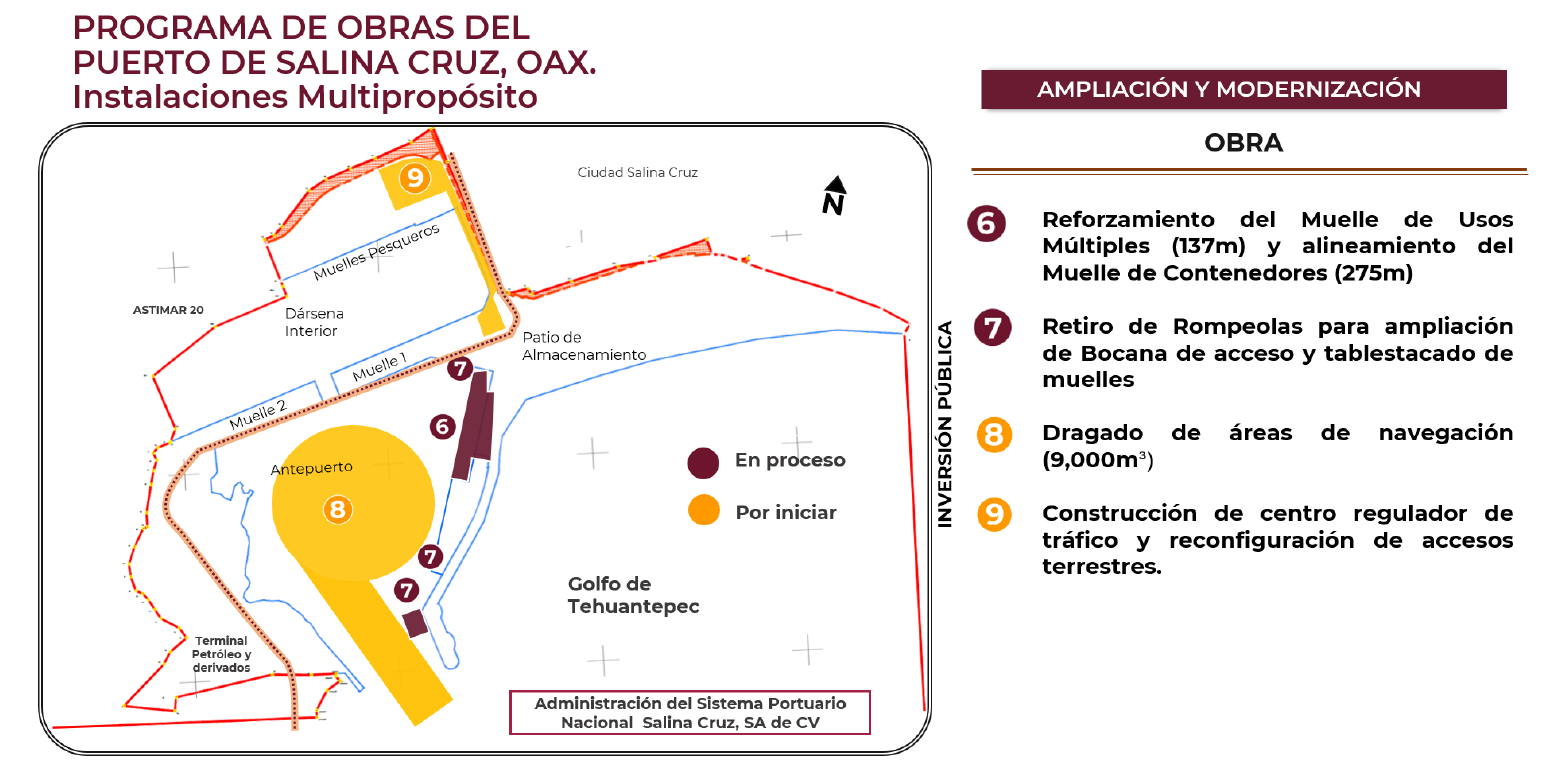 PROGRAMA DE OBRAS DEL
PUERTO DE SALINA CRUZ, OAX.
Instalaciones Multipropósito
9
Ciudad Salina Cruz
N
Muelles Pesqueros
ASTIMAR 20
Dársena
Interior
Patio de
Almacenamiento
Muelle 1
7
Muelle 2
6
Antepuerto
8
7
7
En proceso
Por iniciar
Golfo de
Tehuantepec
Terminal
Petróleo y
derivados
Administración del Sistema Portuario
Nacional Salina Cruz, SA de CV
INVERSIÓN PÚBLICA
AMPLIACIÓN Y MODERNIZACIÓN
OBRA
6 Reforzamiento del Muelle de Usos
Múltiples (137m) y alineamiento del
Muelle de Contenedores (275m)
7 Retiro de Rompeolas para ampliación
de Bocana de acceso y tablestacado de
muelles
8 Dragado de áreas de navegación
(9,000m³)
9 Construcción de centro regulador de
tráfico y reconfiguración de accesos
terrestres.